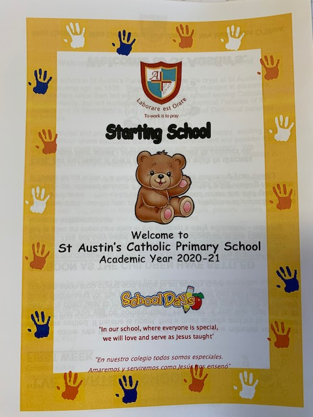 Laborare est Orare
To work is to pray
Starting School
Welcome to
St Austin's Catholic Primary School
Academic Year 2020-21
School Days
"In our school, where everyone is special,
we will love and serve as Jesus taught'
"En nuestro colegio todos somos especiales.
Amaremos y serviremos como Jesús nos enseñó"